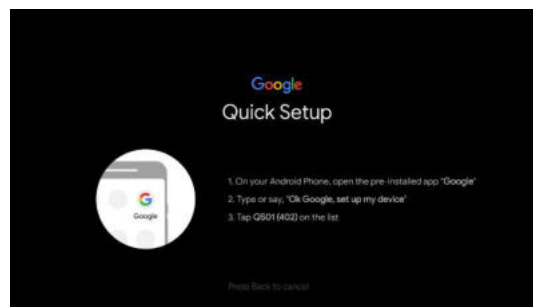 Google
Quick Setup
1. On your Android Phone, open the pre-installed app "Google"
2. Type or say, "Ok Google, set up my device"
3. Tap Q501 (402) on the list
G
Google
Press Back to cancel